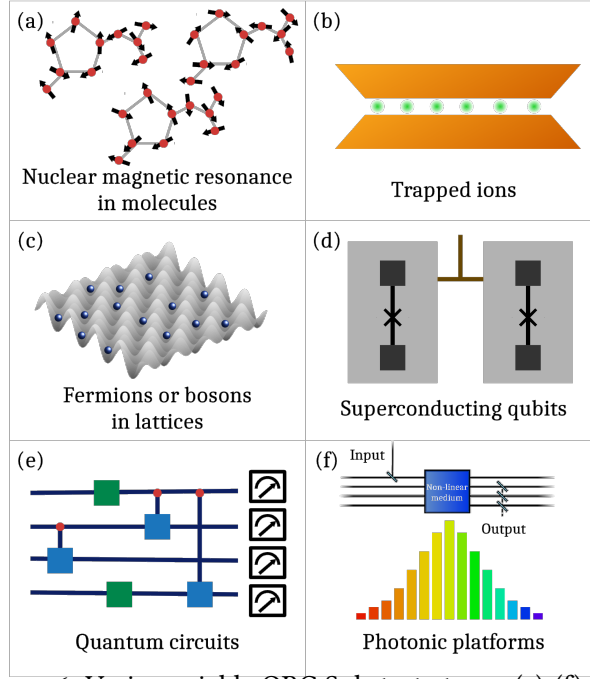 (a)
Nuclear magnetic resonance
in molecules
(b)
Trapped ions
(c)
Fermions or bosons
in lattices
(d)
Superconducting qubits
(e)
Quantum circuits
(f)
Input
Non-linear
medium
Output
Photonic platforms